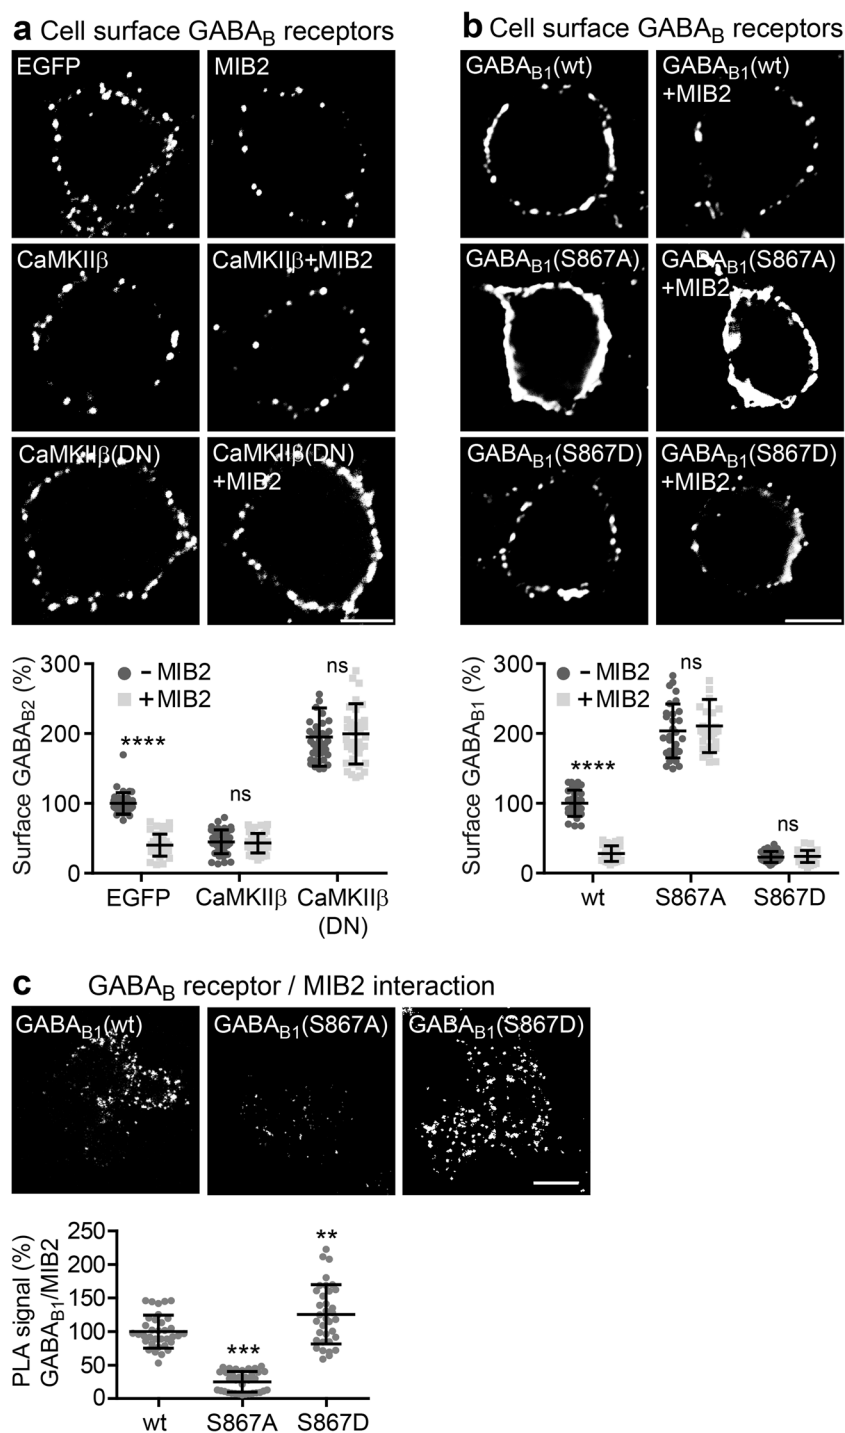 a Cell surface GABAB receptors
EGFP
MIB2
CaMKIIβ
CaMKIIβ+MIB2
CaMKIIβ(DN)
CaMKIIβ(DN)
+MIB2
Surface GABAB2 (%)
300
200
100
0
- MIB2
+ MIB2
****
ns
ns
EGFP
CaMKIIβ
CaMKIIβ
(DN)
b Cell surface GABAB receptors
GABAB1(wt)
GABAB1(wt)
+MIB2
GABAB1(S867A)
GABAB1(S867A)
+MIB2
GABAB1(S867D)
GABAB1(S867D)
+MIB2
Surface GABAB1 (%)
300
200
100
0
- MIB2
+ MIB2
****
ns
ns
wt
S867A
S867D
c GABAB receptor / MIB2 interaction
GABAB1(wt)
GABAB1(S867A)
GABAB1(S867D)
PLA signal (%)
GABAB1/MIB2
250
200
150
100
50
0
***
**
wt
S867A
S867D